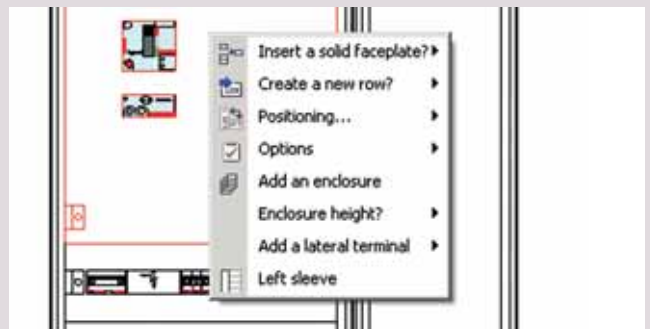 Insert a solid faceplate?
Create a new row?
Positioning...
Options
Add an enclosure
Enclosure height?
Add a lateral terminal
Left sleeve